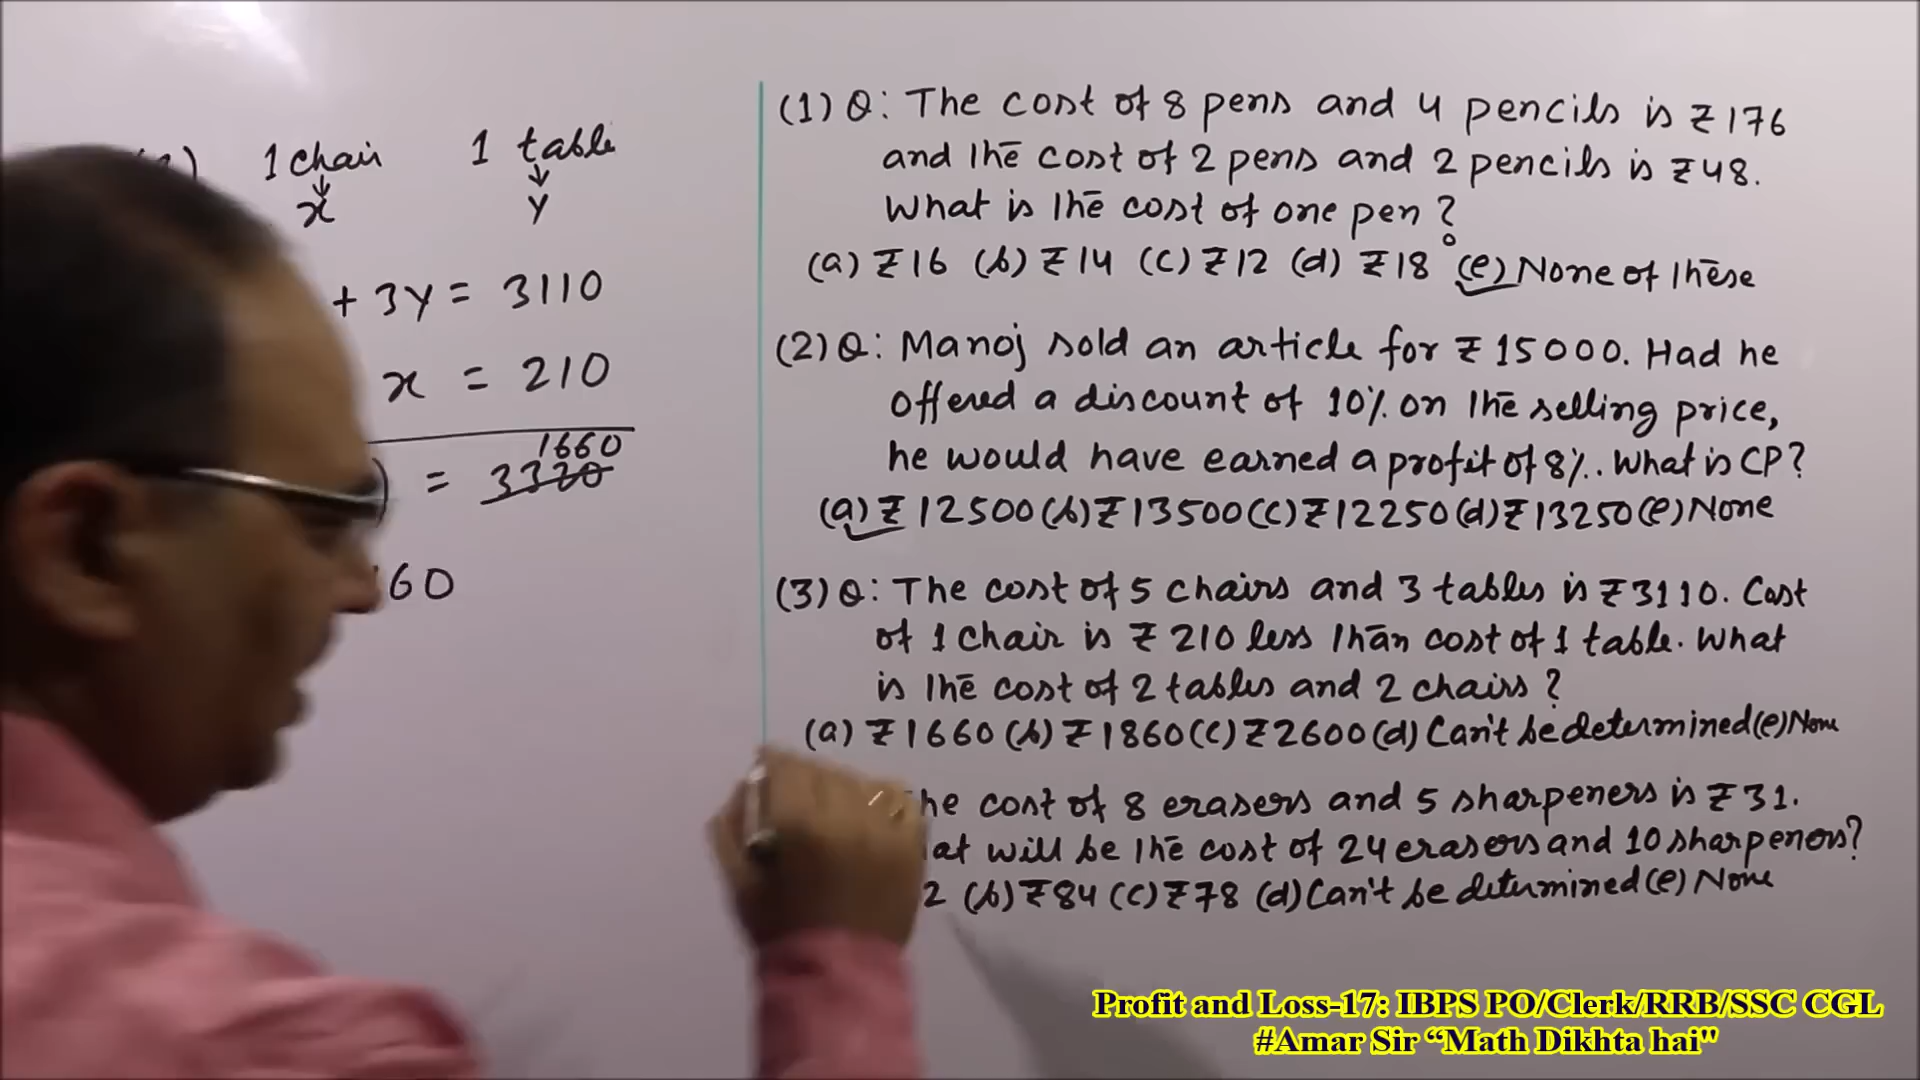 1 chair 1 table
x y
+ 3y = 3110
x = 210
1660
) = 3320
60
(1) Q: The cost of 8 pens and 4 pencils is ₹176
and the cost of 2 pens and 2 pencils is ₹48.
What is the cost of one pen?
(a) ₹16 (b) ₹14 (c) ₹12 (d) ₹18 (e) None of these
(2) Q: Manoj sold an article for ₹15000. Had he
offered a discount of 10% on the selling price,
he would have earned a profit of 8%. What is CP?
(a) ₹12500 (b) ₹13500 (c) ₹12250 (d) ₹13250 (e) None
(3) Q: The cost of 5 chairs and 3 tables is ₹3110. Cost
of 1 chair is ₹210 less than cost of 1 table. What
is the cost of 2 tables and 2 chairs?
(a) ₹1660 (b) ₹1860 (c) ₹2600 (d) Can't be determined (e) None
he cost of 8 erasers and 5 sharpeners is ₹31.
at will be the cost of 24 erasers and 10 sharpeners?
2 (b) ₹84 (c) ₹78 (d) Can't be determined (e) None
Profit and Loss-17: IBPS PO/Clerk/RRB/SSC CGL
#Amar Sir “Math Dikhta hai"